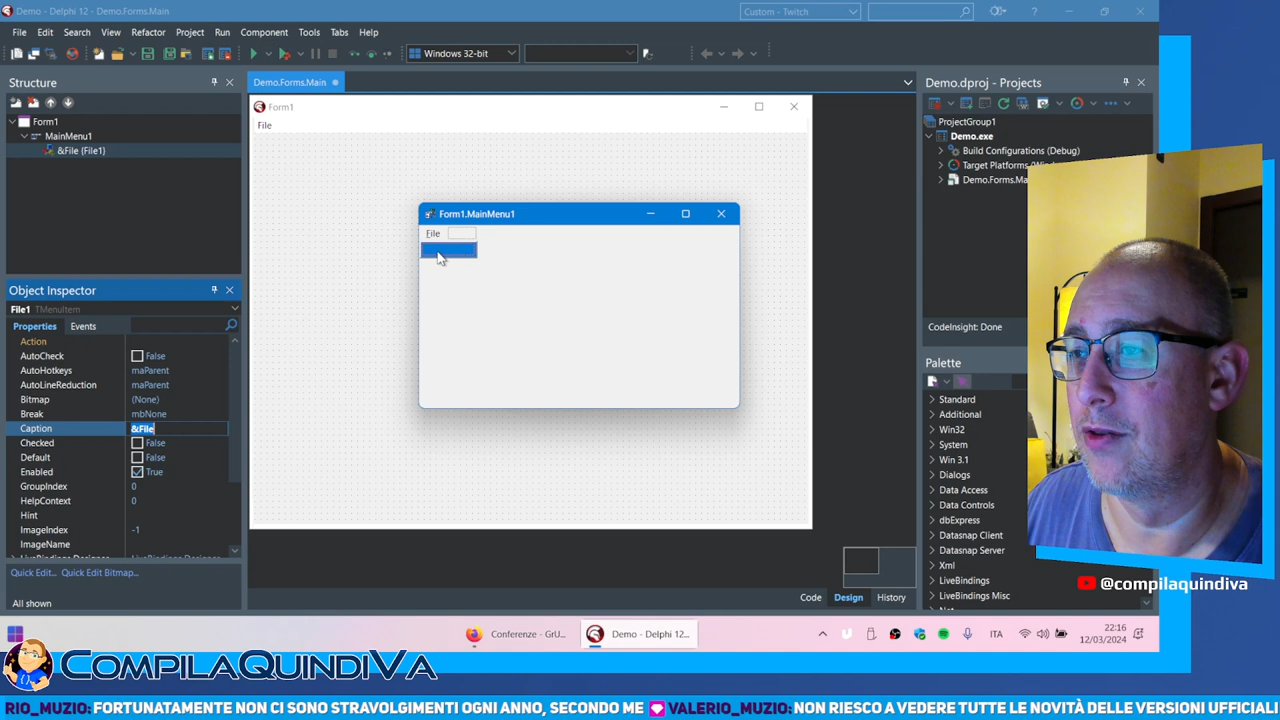 Demo - Delphi 12 - Demo.Forms.Main
Custom - Twitch
?
File Edit Search View Refactor Project Run Component Tools Tabs Help
Windows 32-bit
Structure
Form1
MainMenu1
&File (File1)
Demo.Forms.Main
Form1
File
Form1.MainMenu1
File
Object Inspector
File1 TMenuItem
Properties Events
Action
AutoCheck False
AutoHotkeys maParent
AutoLineReduction maParent
Bitmap (None)
Break mbNone
Caption &File
Checked False
Default False
Enabled True
GroupIndex 0
HelpContext 0
Hint
ImageIndex -1
ImageName
LiveBindings Designer LiveBindings Designer
Quick Edit... Quick Edit Bitmap...
All shown
Code Design History
Demo.dproj - Projects
ProjectGroup1
Demo.exe
Build Configurations (Debug)
Target Platforms (Win
Demo.Forms.Ma
CodeInsight: Done
Palette
Standard
Additional
Win32
System
Win 3.1
Dialogs
Data Access
Data Controls
dbExpress
Datasnap Client
Datasnap Server
Xml
LiveBindings
LiveBindings Misc
@compilaquindiva
Conferenze - GrU...
Demo - Delphi 12...
ITA
22:16
12/03/2024
CompilaQuindiVa
RIO_MUZIO: FORTUNATAMENTE NON CI SONO STRAVOLGIMENTI OGNI ANNO, SECONDO ME VALERIO_MUZIO: NON RIESCO A VEDERE TUTTE LE NOVITÀ DELLE VERSIONI UFFICIALI